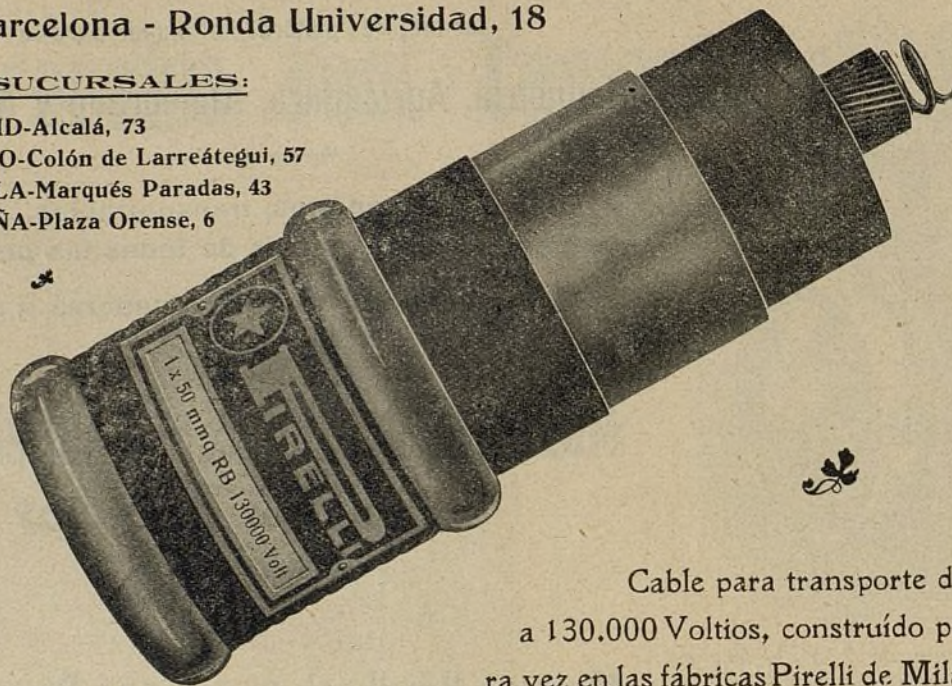 arcelona - Ronda Universidad, 18
SUCURSALES:
ID-Alcalá, 73
O-Colón de Larreátegui, 57
LA-Marqués Paradas, 43
ÑA-Plaza Orense, 6
PIRELLI
1 x 50 mmq RB 130000 Volt
Cable para transporte d
a 130.000 Voltios, construído p
ra vez en las fábricas Pirelli de Mil